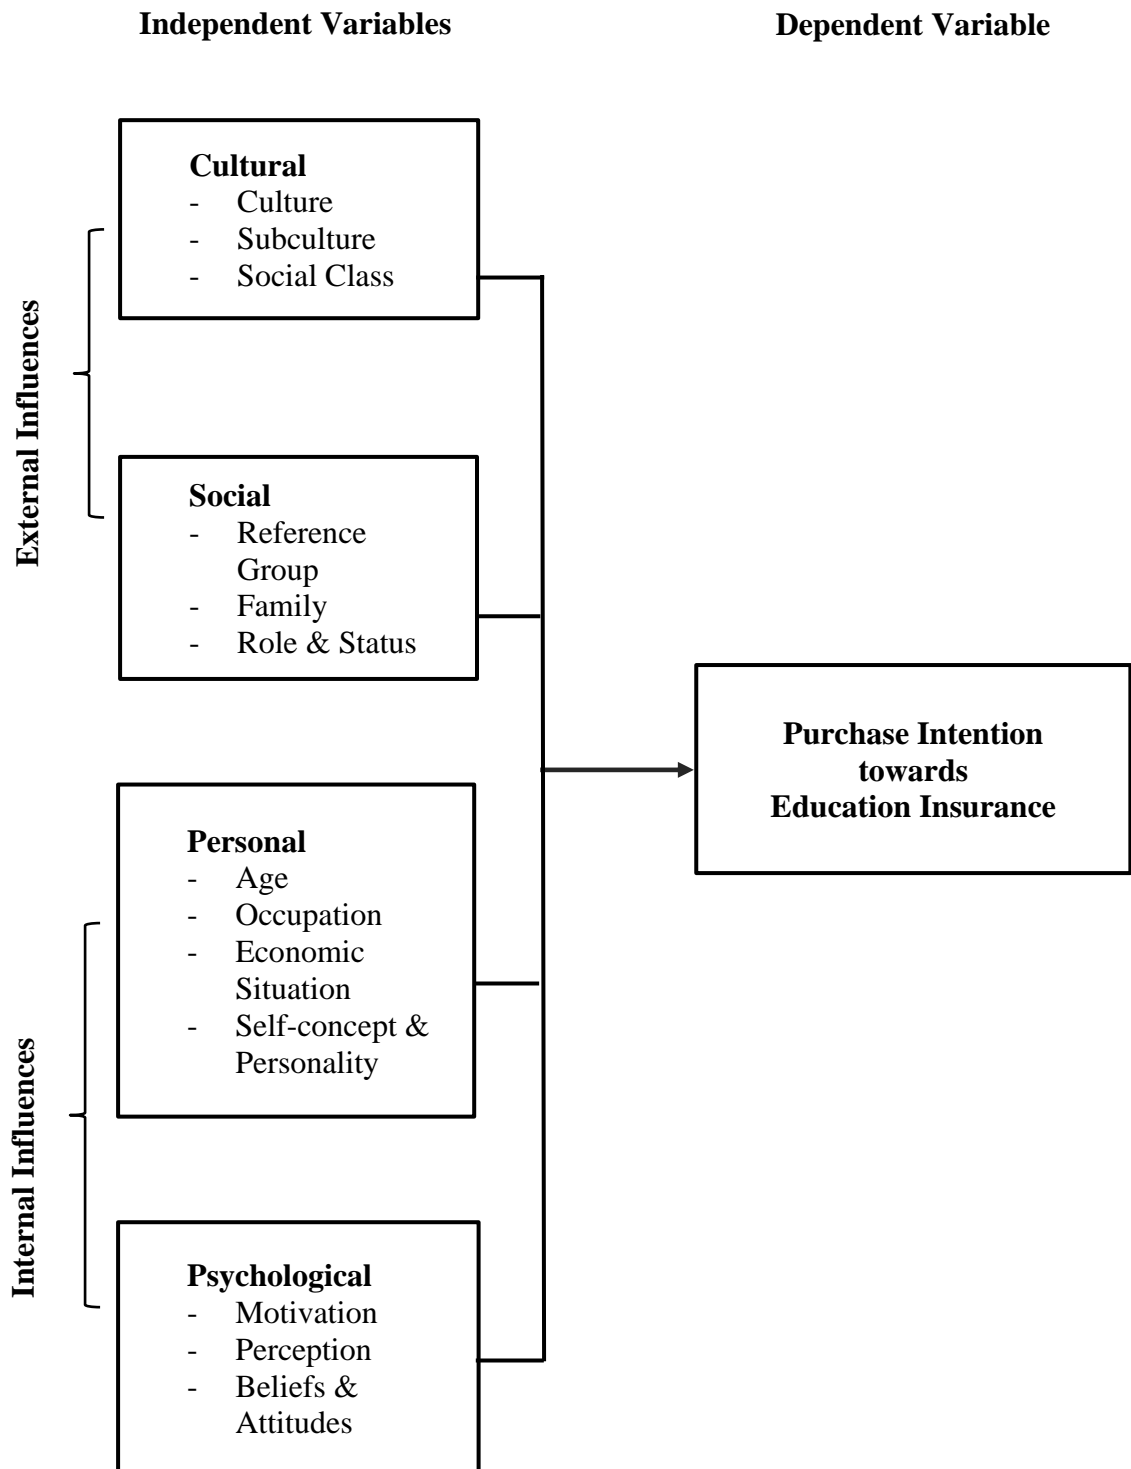 Independent Variables
Dependent Variable
External Influences
Cultural
- Culture
- Subculture
- Social Class
Social
- Reference
Group
- Family
- Role & Status
Purchase Intention
towards
Education Insurance
Internal Influences
Personal
- Age
- Occupation
- Economic
Situation
- Self-concept &
Personality
Psychological
- Motivation
- Perception
- Beliefs &
Attitudes